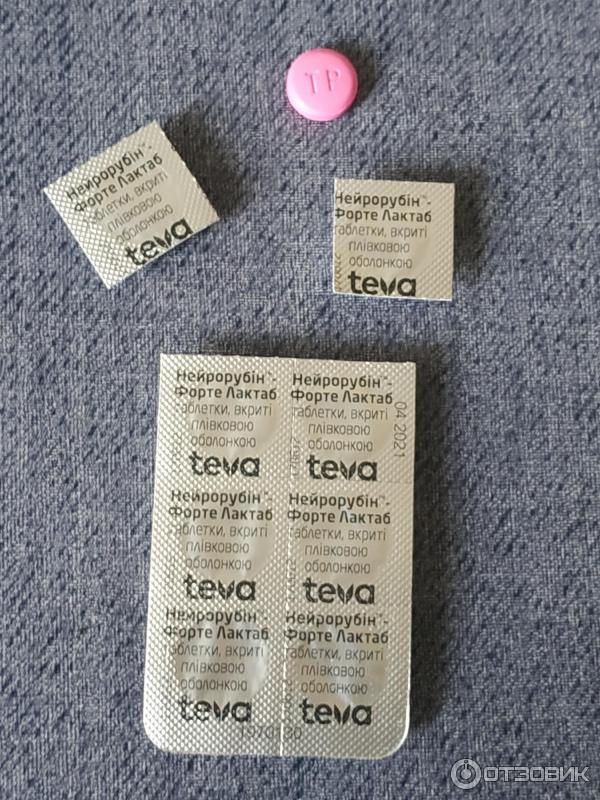 TP
Нейрорубін™-
Форте Лактаб
таблетки, вкриті
плівковою
оболонкою
teva
Нейрорубін™-
Форте Лактаб
таблетки, вкриті
плівковою
оболонкою
teva
Нейрорубін™-
Форте Лактаб
таблетки, вкриті
плівковою
оболонкою
teva
Нейрорубін™-
Форте Лактаб
таблетки, вкриті
плівковою
оболонкою
teva
04 2021
Нейрорубін™-
Форте Лактаб
таблетки, вкриті
плівковою
оболонкою
teva
Нейрорубін™-
Форте Лактаб
таблетки, вкриті
плівковою
оболонкою
teva
Нейрорубін™-
Форте Лактаб
таблетки, вкриті
плівковою
оболонкою
teva
Нейрорубін™-
Форте Лактаб
таблетки, вкриті
плівковою
оболонкою
teva
ОТЗОВИК